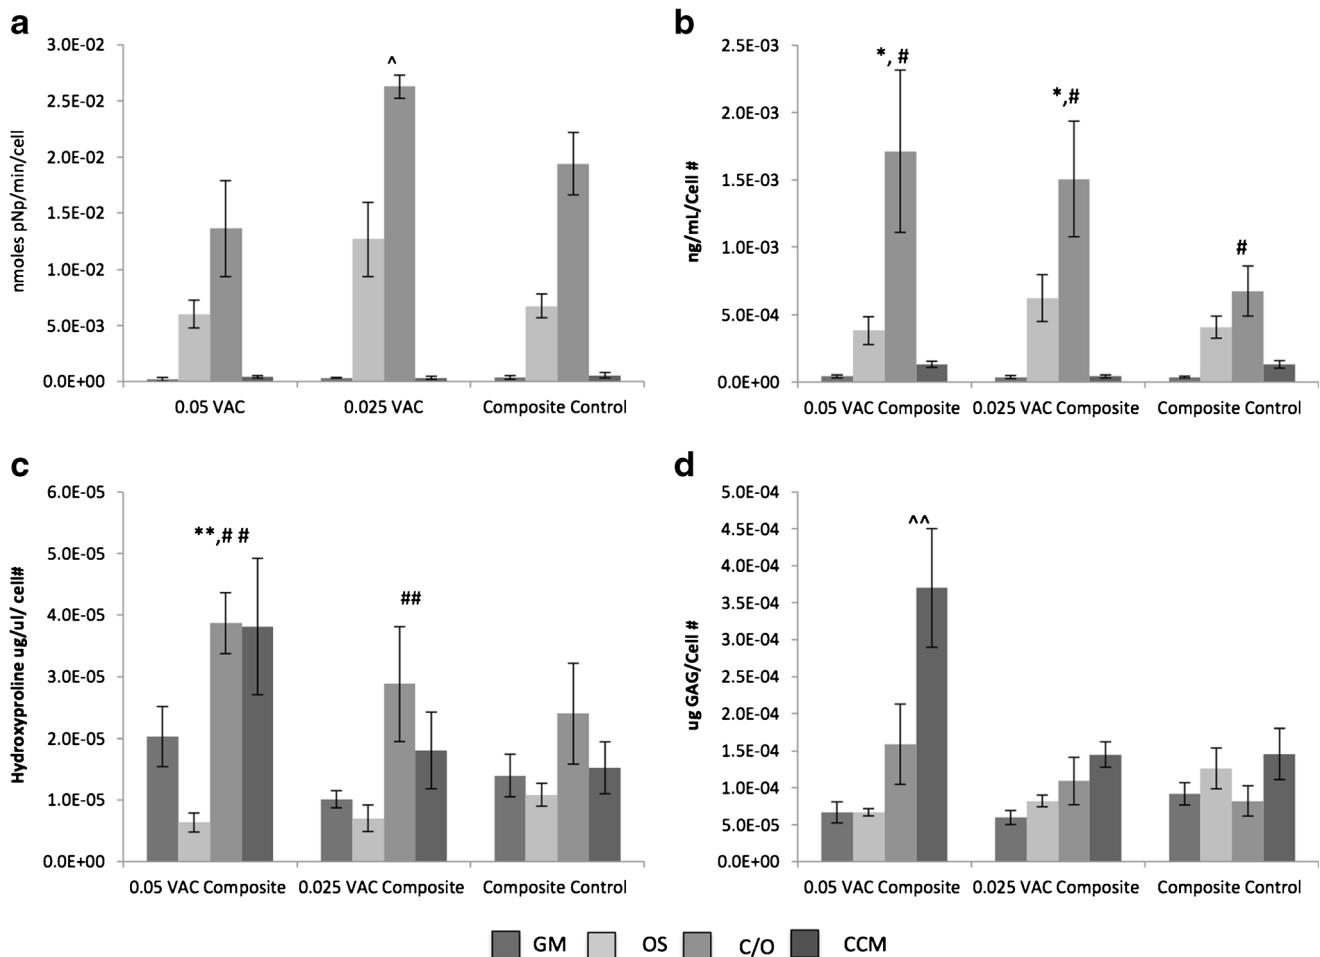 a
nmoles pNp/min/cell
3.0E-02
2.5E-02
2.0E-02
1.5E-02
1.0E-02
5.0E-03
0.0E+00
^
0.05 VAC 0.025 VAC Composite Control
b
ng/mL/Cell #
2.5E-03
2.0E-03
1.5E-03
1.0E-03
5.0E-04
0.0E+00
*, #
*,#
#
0.05 VAC Composite 0.025 VAC Composite Composite Control
c
Hydroxyproline ug/ul/ cell#
6.0E-05
5.0E-05
4.0E-05
3.0E-05
2.0E-05
1.0E-05
0.0E+00
**,# #
##
0.05 VAC Composite 0.025 VAC Composite Composite Control
d
ug GAG/Cell #
5.0E-04
4.5E-04
4.0E-04
3.5E-04
3.0E-04
2.5E-04
2.0E-04
1.5E-04
1.0E-04
5.0E-05
0.0E+00
^^
0.05 VAC Composite 0.025 VAC Composite Composite Control
GM OS C/O CCM